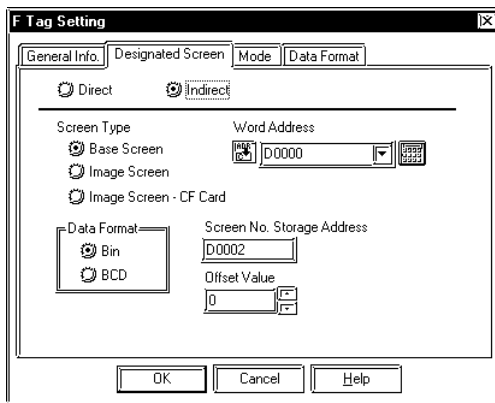 F Tag Setting
General Info. Designated Screen Mode Data Format
Direct Indirect
Screen Type Word Address
Base Screen D0000
Image Screen
Image Screen - CF Card
Data Format Screen No. Storage Address
Bin D0002
BCD Offset Value
0
OK Cancel Help